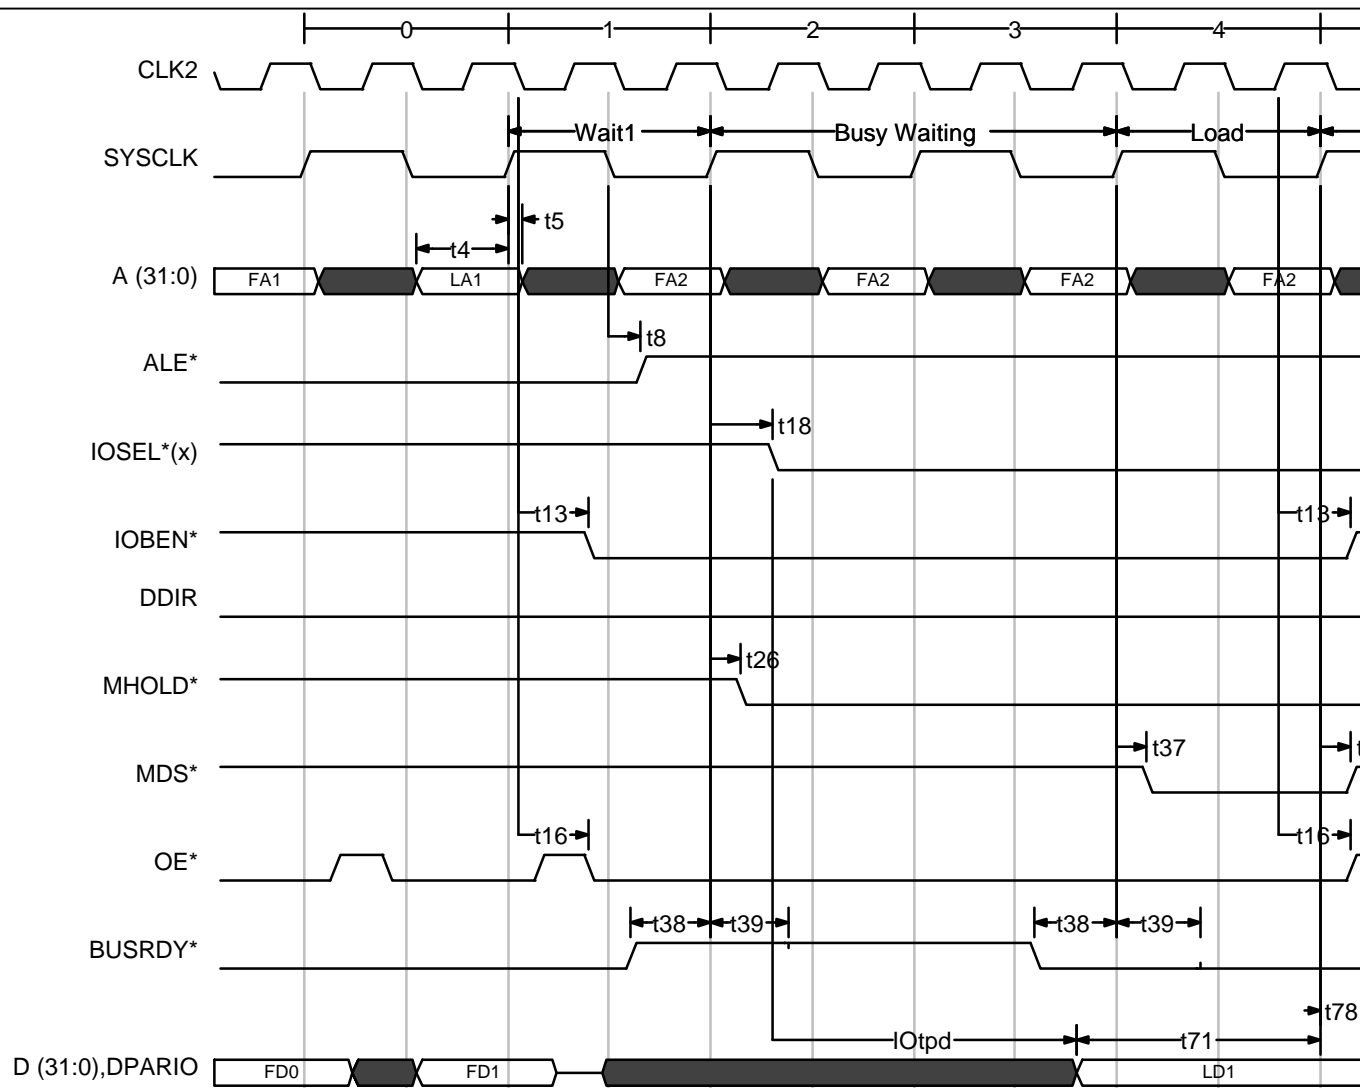 0 1 2 3 4
CLK2
Wait1 Busy Waiting Load
SYSCLK
t5
t4
A (31:0) FA1 LA1 FA2 FA2 FA2 FA2
t8
ALE*
t18
IOSEL*(x)
t13 t13
IOBEN*
DDIR
t26
MHOLD*
t37
MDS*
t16 t16
OE*
t38 t39 t38 t39
BUSRDY*
t78
IOtpd t71
D (31:0),DPARIO FD0 FD1 LD1